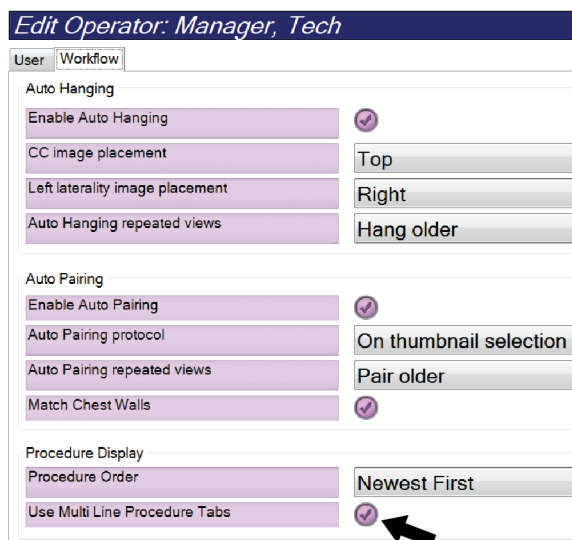 Edit Operator: Manager, Tech
User Workflow
Auto Hanging
Enable Auto Hanging
CC image placement Top
Left laterality image placement Right
Auto Hanging repeated views Hang older
Auto Pairing
Enable Auto Pairing
Auto Pairing protocol On thumbnail selection
Auto Pairing repeated views Pair older
Match Chest Walls
Procedure Display
Procedure Order Newest First
Use Multi Line Procedure Tabs